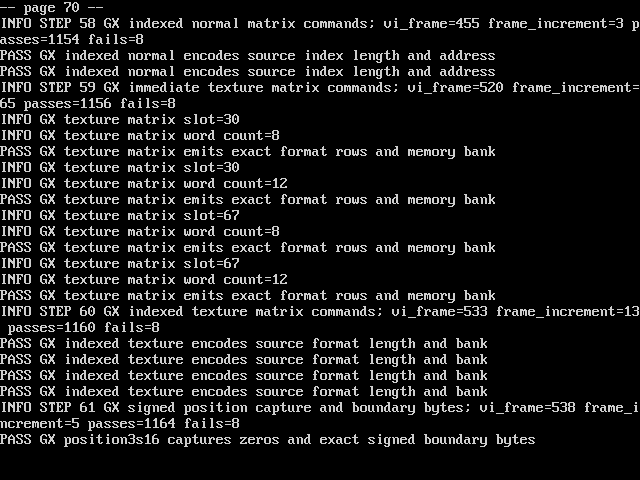 -- page 70 --
INFO STEP 58 GX indexed normal matrix commands; vi_frame=455 frame_increment=3 p
asses=1154 fails=8
PASS GX indexed normal encodes source index length and address
PASS GX indexed normal encodes source index length and address
INFO STEP 59 GX immediate texture matrix commands; vi_frame=520 frame_increment=
65 passes=1156 fails=8
INFO GX texture matrix slot=30
INFO GX texture matrix word count=8
PASS GX texture matrix emits exact format rows and memory bank
INFO GX texture matrix slot=30
INFO GX texture matrix word count=12
PASS GX texture matrix emits exact format rows and memory bank
INFO GX texture matrix slot=67
INFO GX texture matrix word count=8
PASS GX texture matrix emits exact format rows and memory bank
INFO GX texture matrix slot=67
INFO GX texture matrix word count=12
PASS GX texture matrix emits exact format rows and memory bank
INFO STEP 60 GX indexed texture matrix commands; vi_frame=533 frame_increment=13
 passes=1160 fails=8
PASS GX indexed texture encodes source format length and bank
PASS GX indexed texture encodes source format length and bank
PASS GX indexed texture encodes source format length and bank
PASS GX indexed texture encodes source format length and bank
INFO STEP 61 GX signed position capture and boundary bytes; vi_frame=538 frame_i
ncrement=5 passes=1164 fails=8
PASS GX position3s16 captures zeros and exact signed boundary bytes